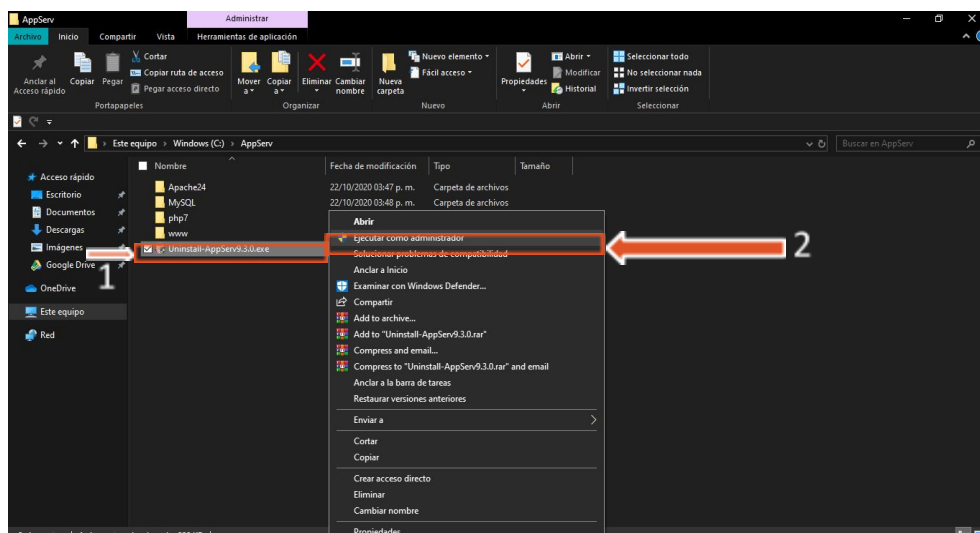 AppServ
Administrar
Archivo Inicio Compartir Vista Herramientas de aplicación
Anclar al Acceso rápido
Copiar
Pegar
Cortar
Copiar ruta de acceso
Pegar acceso directo
Portapapeles
Mover a
Copiar a
Eliminar
Cambiar nombre
Organizar
Nueva carpeta
Nuevo elemento
Fácil acceso
Nuevo
Propiedades
Abrir
Modificar
Historial
Abrir
Seleccionar todo
No seleccionar nada
Invertir selección
Seleccionar
Este equipo > Windows (C:) > AppServ
Buscar en AppServ
Acceso rápido
Escritorio
Documentos
Descargas
Imágenes
Google Drive
OneDrive
Este equipo
Red
Nombre Fecha de modificación Tipo Tamaño
Apache24 22/10/2020 03:47 p. m. Carpeta de archivos
MySQL 22/10/2020 03:48 p. m. Carpeta de archivos
php7
www
Uninstall-AppServ9.3.0.exe
1
2
Abrir
Ejecutar como administrador
Solucionar problemas de compatibilidad
Anclar a Inicio
Examinar con Windows Defender...
Compartir
Add to archive...
Add to "Uninstall-AppServ9.3.0.rar"
Compress and email...
Compress to "Uninstall-AppServ9.3.0.rar" and email
Anclar a la barra de tareas
Restaurar versiones anteriores
Enviar a
Cortar
Copiar
Crear acceso directo
Eliminar
Cambiar nombre
Propiedades